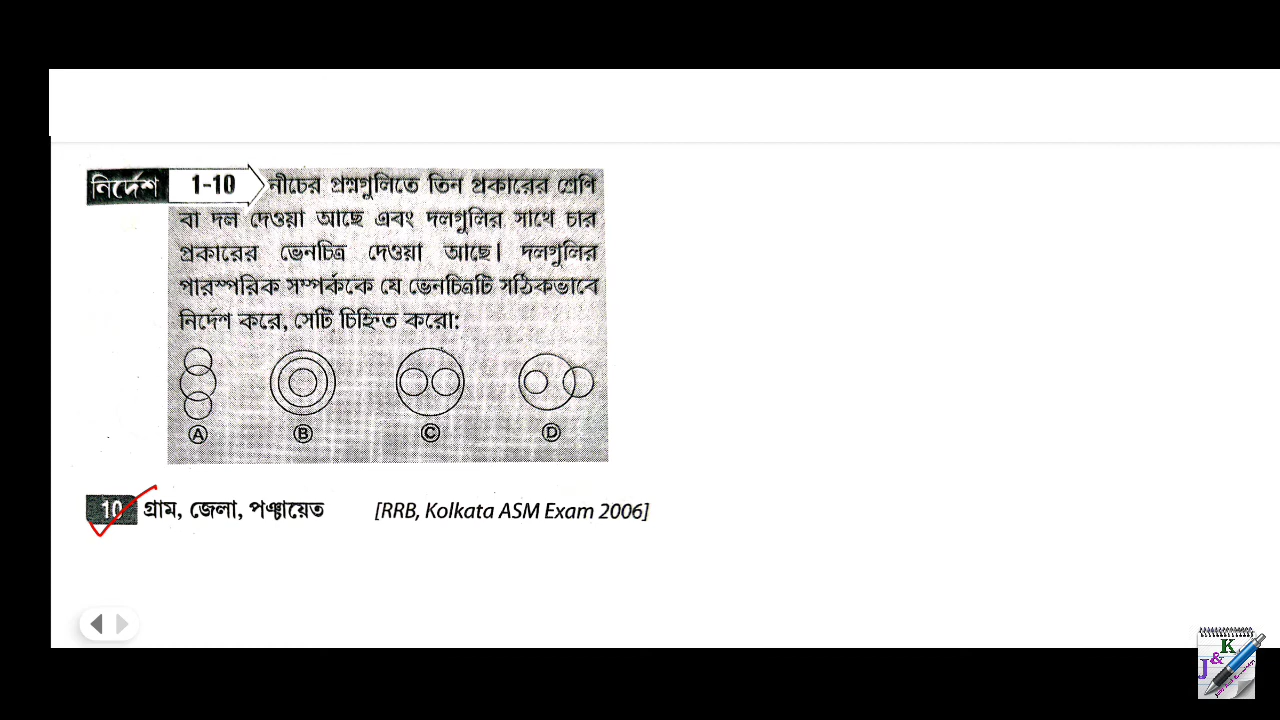 নির্দেশ 1-10 নীচের প্রশ্নগুলিতে তিন প্রকারের শ্রেণি
বা দল দেওয়া আছে এবং দলগুলির সাথে চার
প্রকারের ভেনচিত্র দেওয়া আছে। দলগুলির
পারস্পরিক সম্পর্ককে যে ভেনচিত্রটি সঠিকভাবে
নির্দেশ করে, সেটি চিহ্নিত করো:
Ⓐ Ⓑ Ⓒ Ⓓ
10 গ্রাম, জেলা, পঞ্চায়েত [RRB, Kolkata ASM Exam 2006]
J&K